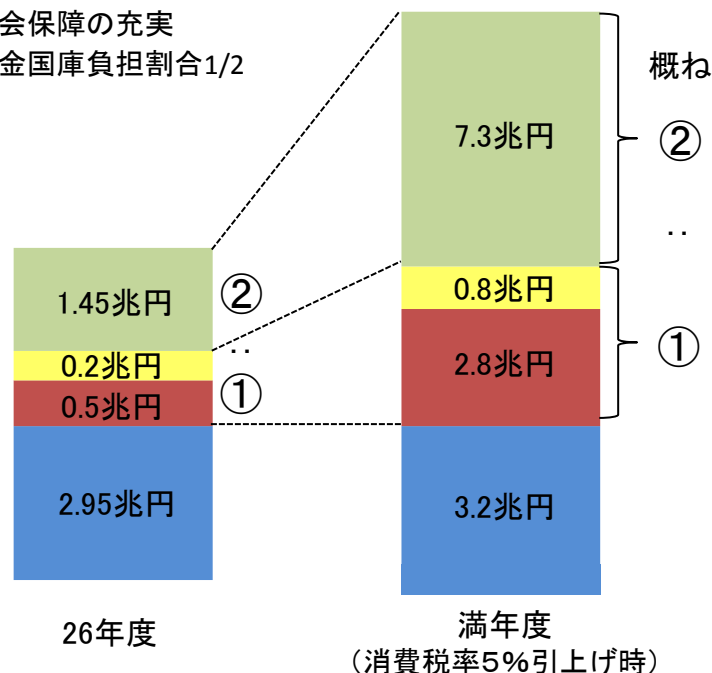 会保障の充実
金国庫負担割合1/2
概ね
7.3兆円
②
‥
1.45兆円
②
0.8兆円
‥
0.2兆円
2.8兆円
①
0.5兆円
①
2.95兆円
3.2兆円
26年度
満年度
（消費税率5％引上げ時）